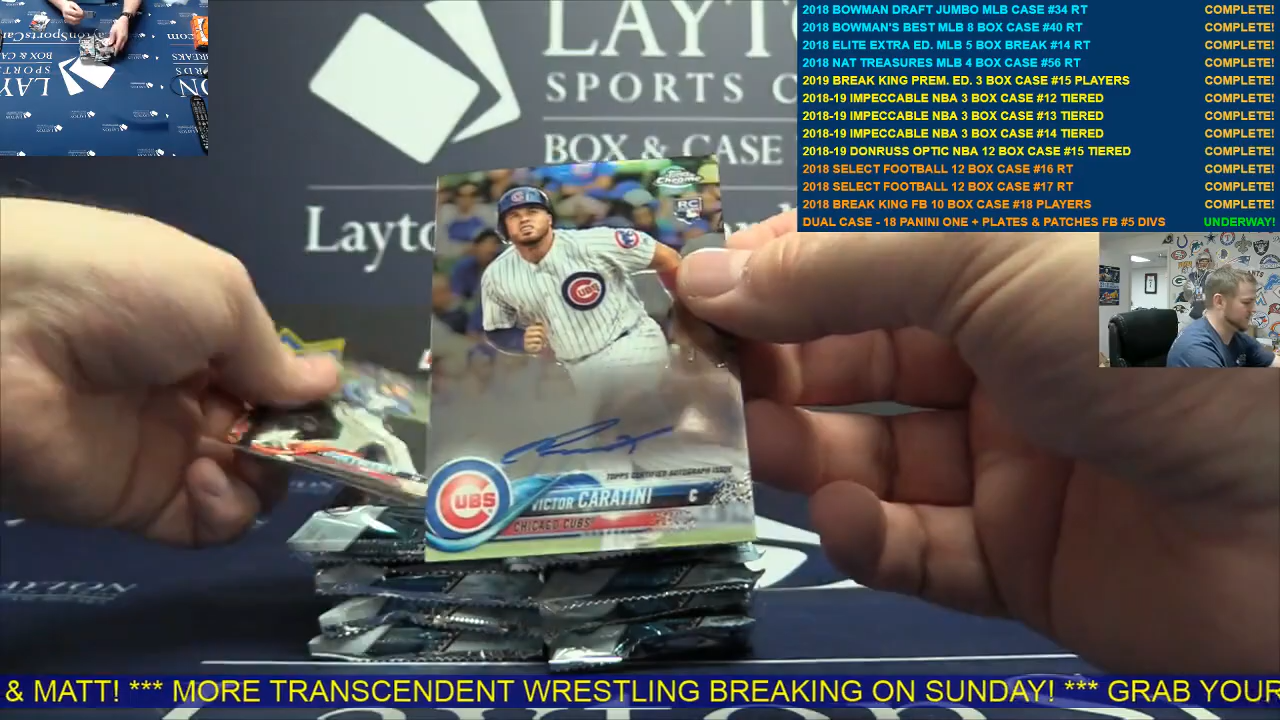 2018 BOWMAN DRAFT JUMBO MLB CASE #34 RT COMPLETE!
2018 BOWMAN'S BEST MLB 8 BOX CASE #40 RT COMPLETE!
2018 ELITE EXTRA ED. MLB 5 BOX BREAK #14 RT COMPLETE!
2018 NAT TREASURES MLB 4 BOX CASE #56 RT COMPLETE!
2019 BREAK KING PREM. ED. 3 BOX CASE #15 PLAYERS COMPLETE!
2018-19 IMPECCABLE NBA 3 BOX CASE #12 TIERED COMPLETE!
2018-19 IMPECCABLE NBA 3 BOX CASE #13 TIERED COMPLETE!
2018-19 IMPECCABLE NBA 3 BOX CASE #14 TIERED COMPLETE!
2018-19 DONRUSS OPTIC NBA 12 BOX CASE #15 TIERED COMPLETE!
2018 SELECT FOOTBALL 12 BOX CASE #16 RT COMPLETE!
2018 SELECT FOOTBALL 12 BOX CASE #17 RT COMPLETE!
2018 BREAK KING FB 10 BOX CASE #18 PLAYERS COMPLETE!
DUAL CASE - 18 PANINI ONE + PLATES & PATCHES FB #5 DIVS UNDERWAY!
LAYTO
SPORTS C
BOX & CASE
Layto
Topps Chrome
RC
CUBS
TOPPS CERTIFIED AUTOGRAPH ISSUE
CUBS
VICTOR CARATINI C
CHICAGO CUBS
& MATT! *** MORE TRANSCENDENT WRESTLING BREAKING ON SUNDAY! *** GRAB YOUR